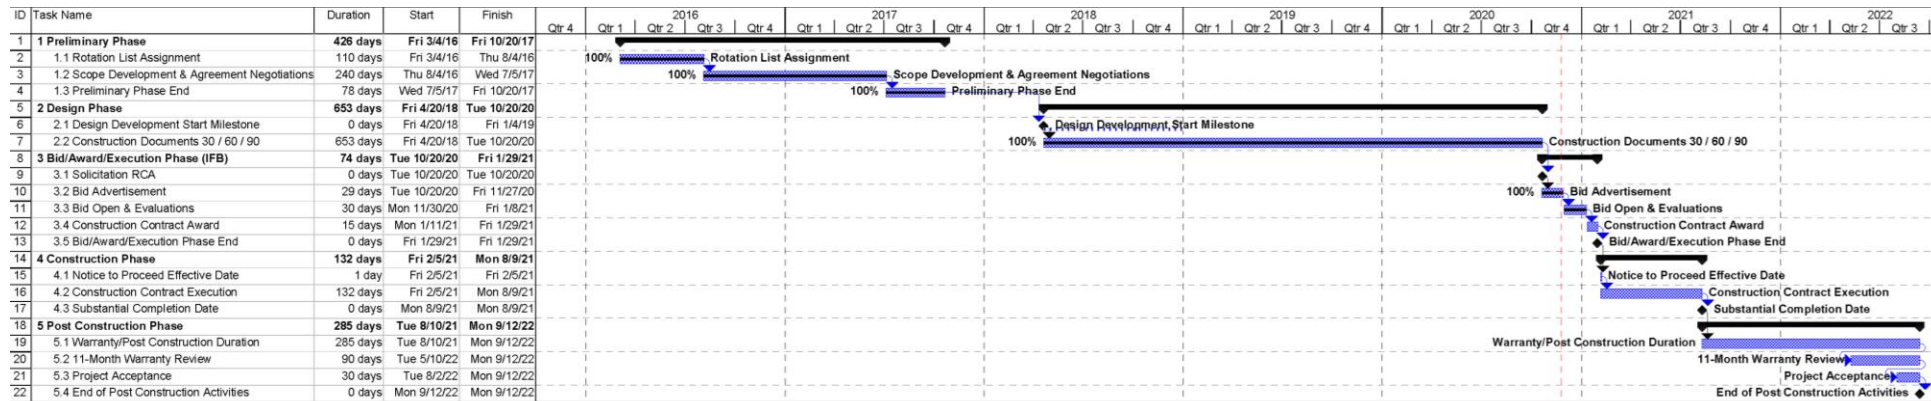 ID Task Name Duration Start Finish 2016 2017 2018 2019 2020 2021 2022
Qtr 4 Qtr 1 Qtr 2 Qtr 3 Qtr 4 Qtr 1 Qtr 2 Qtr 3 Qtr 4 Qtr 1 Qtr 2 Qtr 3 Qtr 4 Qtr 1 Qtr 2 Qtr 3 Qtr 4 Qtr 1 Qtr 2 Qtr 3 Qtr 4 Qtr 1 Qtr 2 Qtr 3 Qtr 4 Qtr 1 Qtr 2 Qtr 3
1 1 Preliminary Phase 426 days Fri 3/4/16 Fri 10/20/17
2 1.1 Rotation List Assignment 110 days Fri 3/4/16 Thu 8/4/16 100% Rotation List Assignment
3 1.2 Scope Development & Agreement Negotiations 240 days Thu 8/4/16 Wed 7/5/17 100% Scope Development & Agreement Negotiations
4 1.3 Preliminary Phase End 78 days Wed 7/5/17 Fri 10/20/17 100% Preliminary Phase End
5 2 Design Phase 653 days Fri 4/20/18 Tue 10/20/20
6 2.1 Design Development Start Milestone 0 days Fri 4/20/18 Fri 1/4/19 Design Development Start Milestone
7 2.2 Construction Documents 30 / 60 / 90 653 days Fri 4/20/18 Tue 10/20/20 100% Construction Documents 30 / 60 / 90
8 3 Bid/Award/Execution Phase (IFB) 74 days Tue 10/20/20 Fri 1/29/21
9 3.1 Solicitation RCA 0 days Tue 10/20/20 Tue 10/20/20
10 3.2 Bid Advertisement 29 days Tue 10/20/20 Fri 11/27/20 100% Bid Advertisement
11 3.3 Bid Open & Evaluations 30 days Mon 11/30/20 Fri 1/8/21 Bid Open & Evaluations
12 3.4 Construction Contract Award 15 days Mon 1/11/21 Fri 1/29/21 Construction Contract Award
13 3.5 Bid/Award/Execution Phase End 0 days Fri 1/29/21 Fri 1/29/21 Bid/Award/Execution Phase End
14 4 Construction Phase 132 days Fri 2/5/21 Mon 8/9/21
15 4.1 Notice to Proceed Effective Date 1 day Fri 2/5/21 Fri 2/5/21 Notice to Proceed Effective Date
16 4.2 Construction Contract Execution 132 days Fri 2/5/21 Mon 8/9/21 Construction Contract Execution
17 4.3 Substantial Completion Date 0 days Mon 8/9/21 Mon 8/9/21 Substantial Completion Date
18 5 Post Construction Phase 285 days Tue 8/10/21 Mon 9/12/22
19 5.1 Warranty/Post Construction Duration 285 days Tue 8/10/21 Mon 9/12/22 Warranty/Post Construction Duration
20 5.2 11-Month Warranty Review 90 days Tue 5/10/22 Mon 9/12/22 11-Month Warranty Review
21 5.3 Project Acceptance 30 days Tue 8/2/22 Mon 9/12/22 Project Acceptance
22 5.4 End of Post Construction Activities 0 days Mon 9/12/22 Mon 9/12/22 End of Post Construction Activities